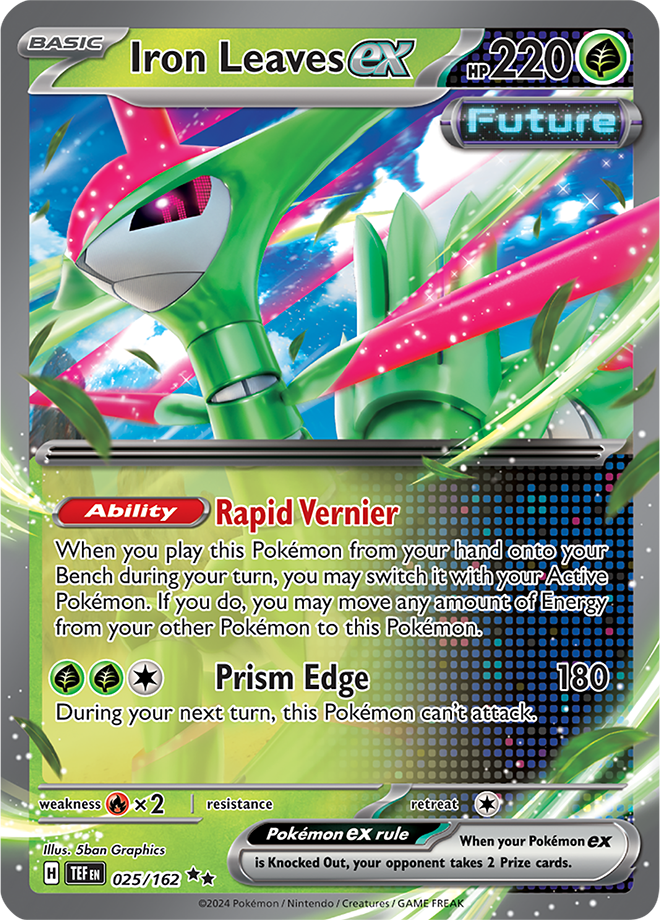 BASIC
Iron Leaves ex
HP 220
Future
Ability Rapid Vernier
When you play this Pokémon from your hand onto your
Bench during your turn, you may switch it with your Active
Pokémon. If you do, you may move any amount of Energy
from your other Pokémon to this Pokémon.
Prism Edge 180
During your next turn, this Pokémon can't attack.
weakness ×2 resistance retreat
Pokémon ex rule When your Pokémon ex
is Knocked Out, your opponent takes 2 Prize cards.
Illus. 5ban Graphics
H TEF EN 025/162 ★★
©2024 Pokémon / Nintendo / Creatures / GAME FREAK